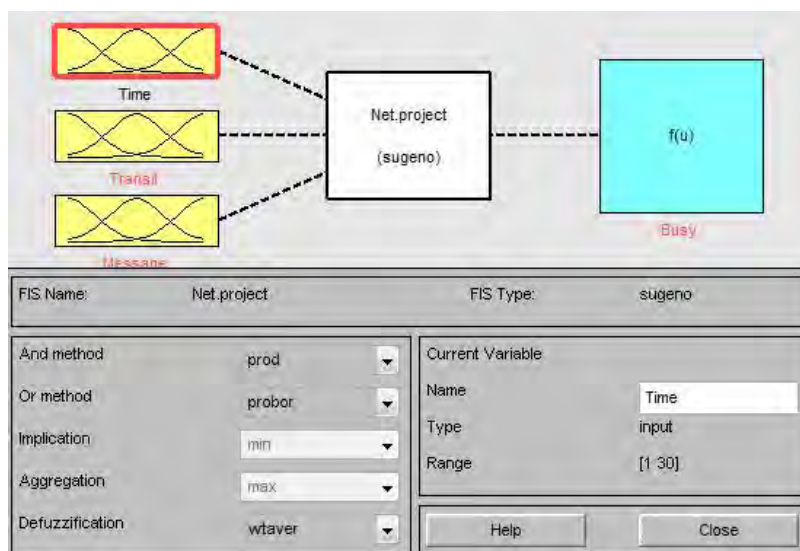 Time
Transit
Message
Net.project
(sugeno)
f(u)
Busy
FIS Name: Net.project FIS Type: sugeno
And method prod
Or method probor
Implication min
Aggregation max
Defuzzification wtaver
Current Variable
Name Time
Type input
Range [1 30]
Help Close